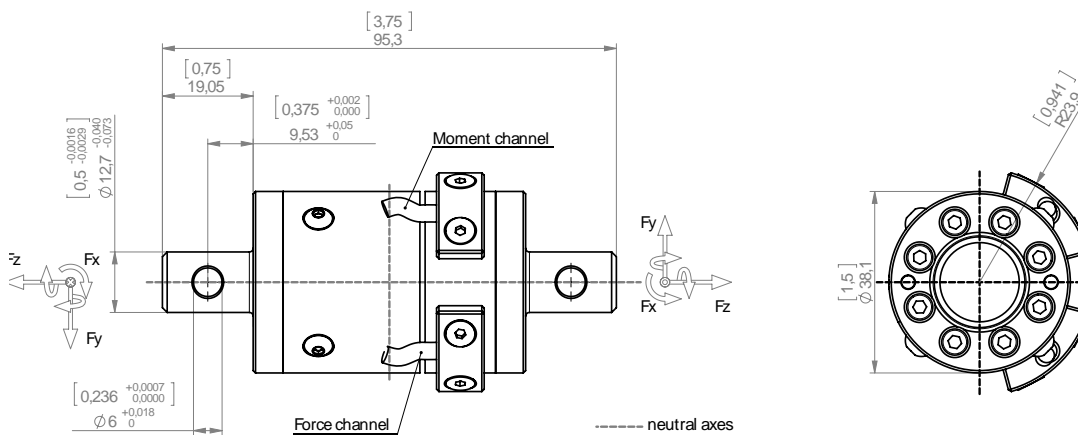 [3,75]
95,3
[0,75]
19,05
[0,375 +0,002 0,000]
9,53 +0,05 0
Moment channel
[0,5 -0,0016 -0,0029]
Ø12,7 -0,040 -0,073
[0,941]
R23,9
Fy
Fz
Fx
Fy
Fx
Fz
[1,5]
Ø38,1
[0,236 +0,0007 0,0000]
Ø6 +0,018 0
Force channel
neutral axes